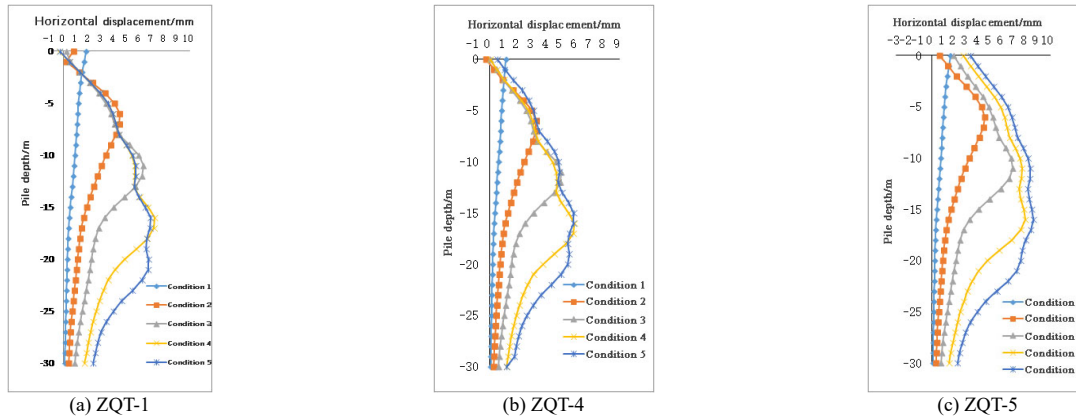 Horizontal displacement/mm
-1 0 1 2 3 4 5 6 7 8 9 10
0
-5
-10
-15
-20
-25
-30
Pile depth/m
Condition 1
Condition 2
Condition 3
Condition 4
Condition 5
(a) ZQT-1
Horizontal displacement/mm
-1 0 1 2 3 4 5 6 7 8 9
0
-5
-10
-15
-20
-25
-30
Pile depth/m
Condition 1
Condition 2
Condition 3
Condition 4
Condition 5
(b) ZQT-4
Horizontal displacement/mm
-3-2-1 0 1 2 3 4 5 6 7 8 9 10
0
-5
-10
-15
-20
-25
-30
Pile depth/m
Condition
Condition
Condition
Condition
Condition
(c) ZQT-5